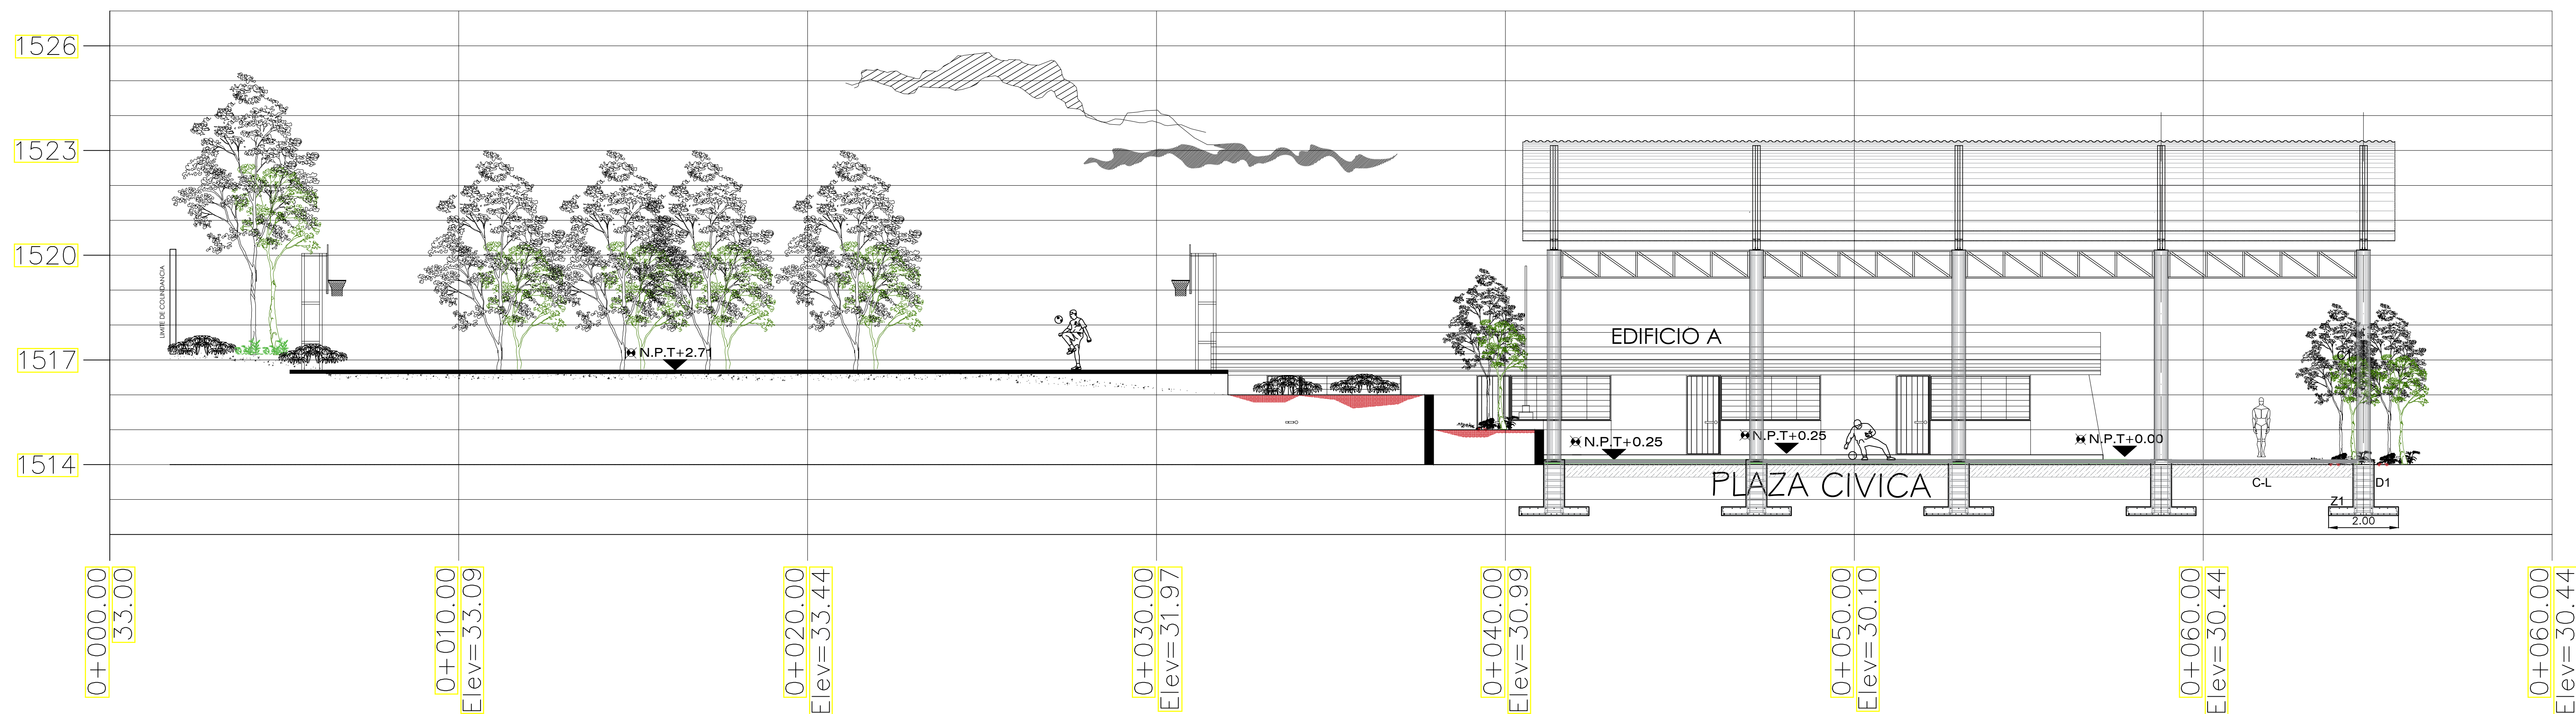 1526
1523
1520
1517
1514
LIMITE DE COLINDANCIA
N.P.T+2.71
EDIFICIO A
N.P.T+0.25
N.P.T+0.25
N.P.T+0.00
C1
PLAZA CIVICA
C-L
D1
Z1
2.00
0+000.00
33.00
0+010.00
Elev=33.09
0+020.00
Elev=33.44
0+030.00
Elev=31.97
0+040.00
Elev=30.99
0+050.00
Elev=30.10
0+060.00
Elev=30.44
0+060.00
Elev=30.44